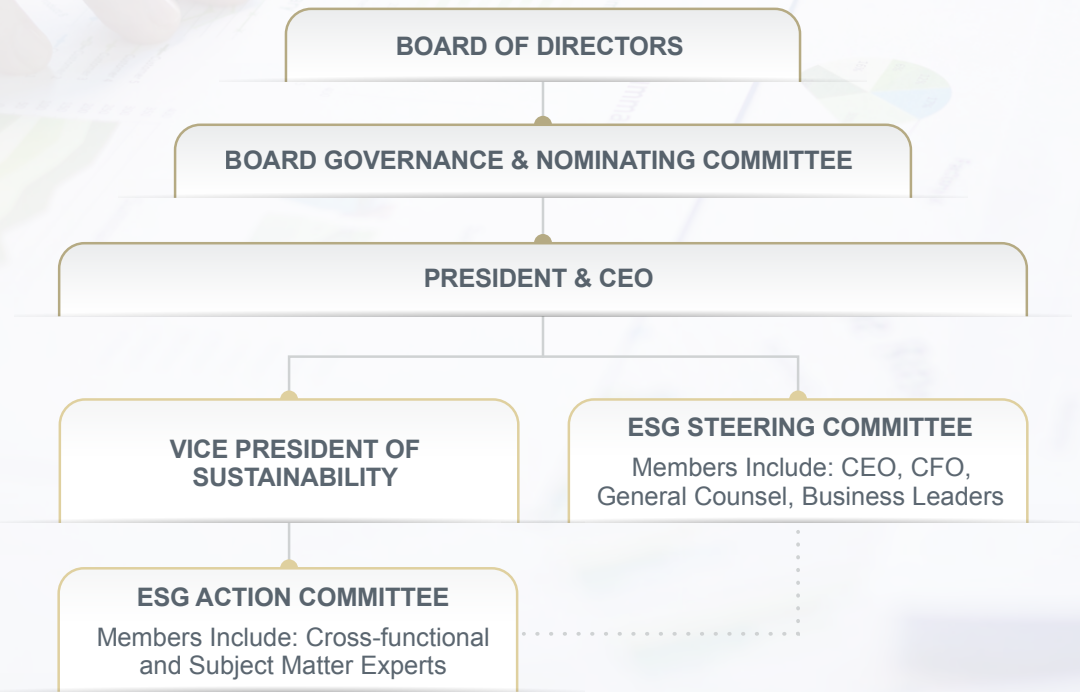 BOARD OF DIRECTORS
BOARD GOVERNANCE & NOMINATING COMMITTEE
PRESIDENT & CEO
VICE PRESIDENT OF
SUSTAINABILITY
ESG STEERING COMMITTEE
Members Include: CEO, CFO,
General Counsel, Business Leaders
ESG ACTION COMMITTEE
Members Include: Cross-functional
and Subject Matter Experts